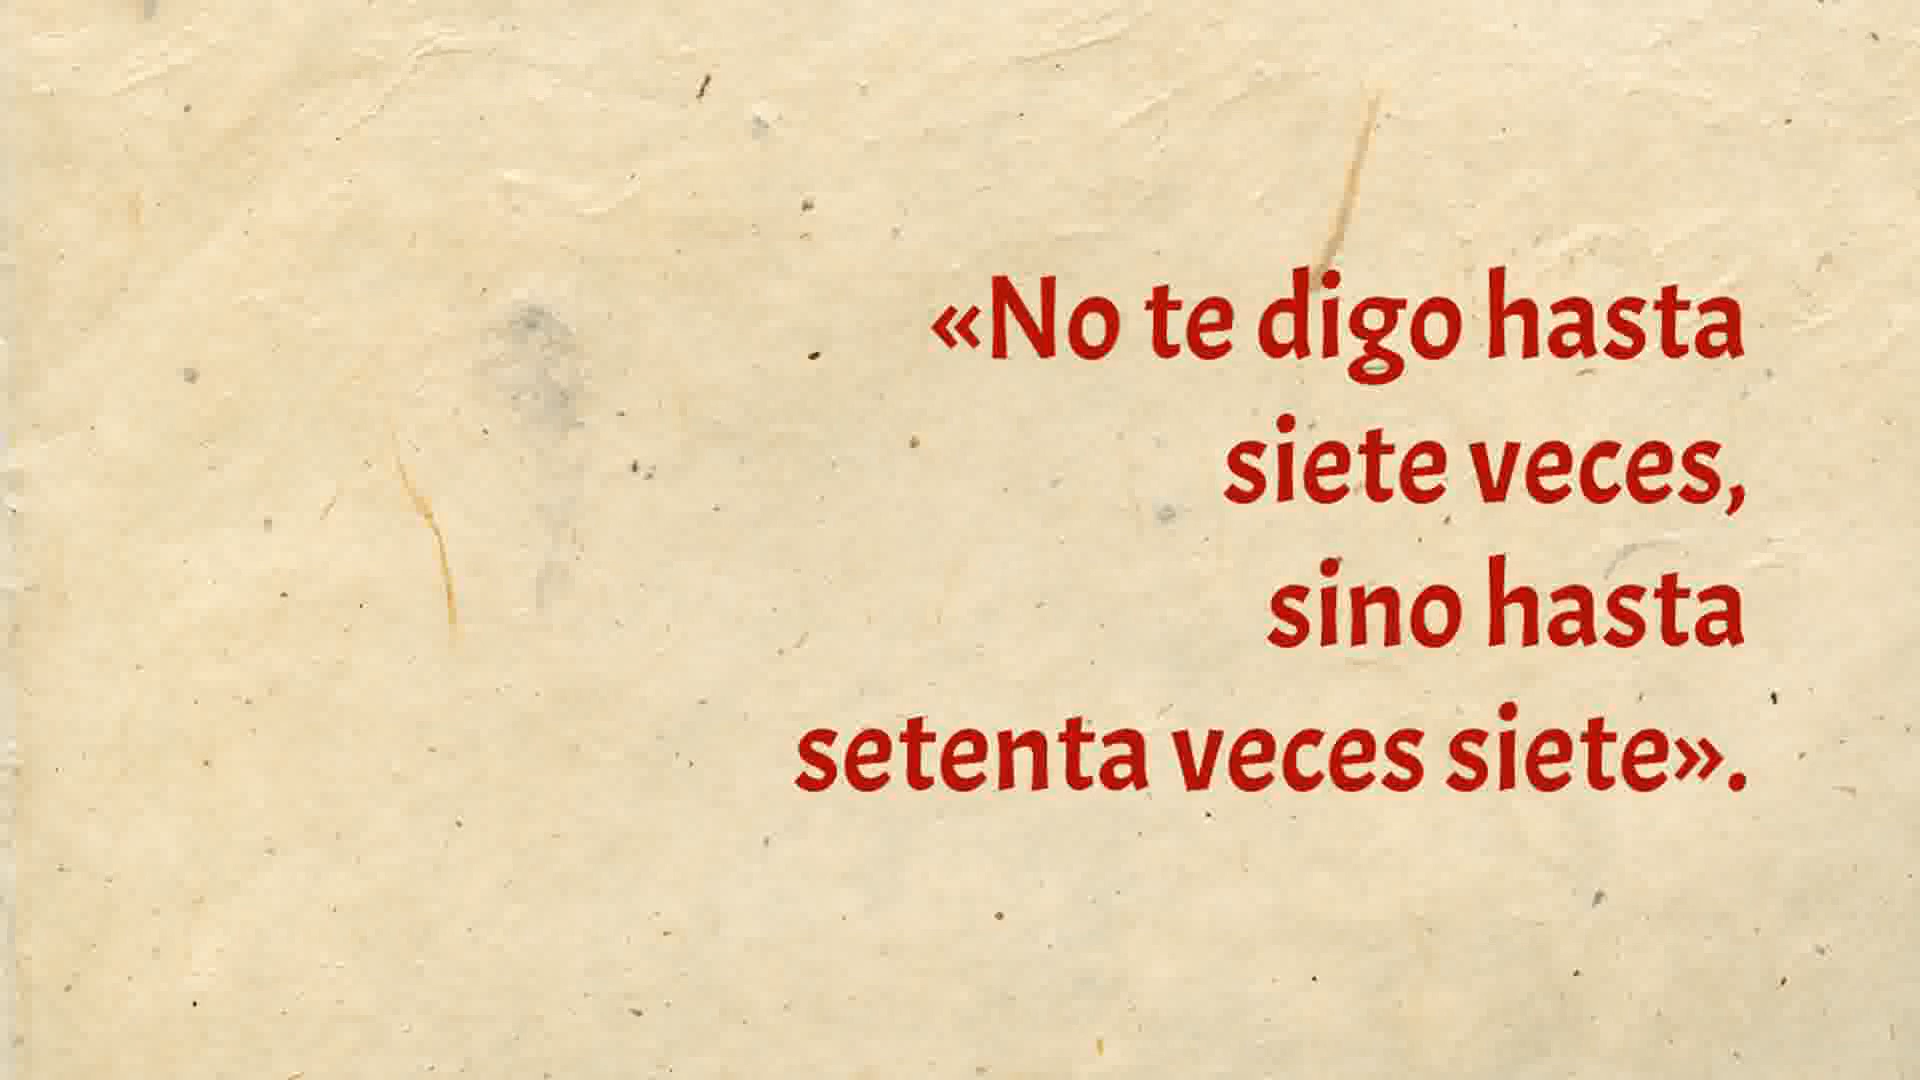 «No te digo hasta
siete veces,
sino hasta
setenta veces siete».